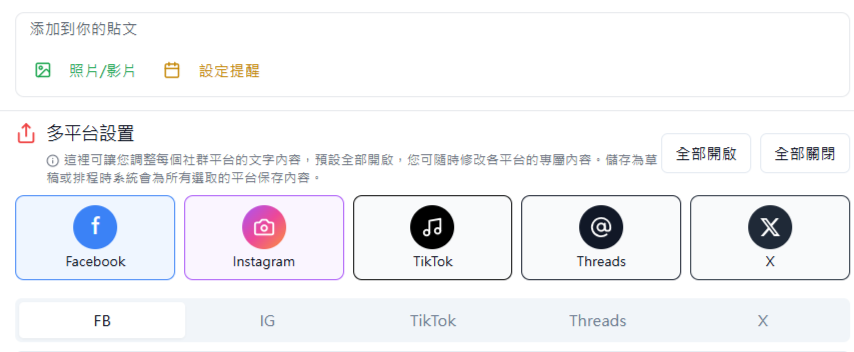 添加到你的貼文
照片/影片 設定提醒
多平台設置
這裡可讓您調整每個社群平台的文字內容，預設全部開啟，您可隨時修改各平台的專屬內容。儲存為草
稿或排程時系統會為所有選取的平台保存內容。
全部開啟 全部關閉
Facebook Instagram TikTok Threads X
FB IG TikTok Threads X